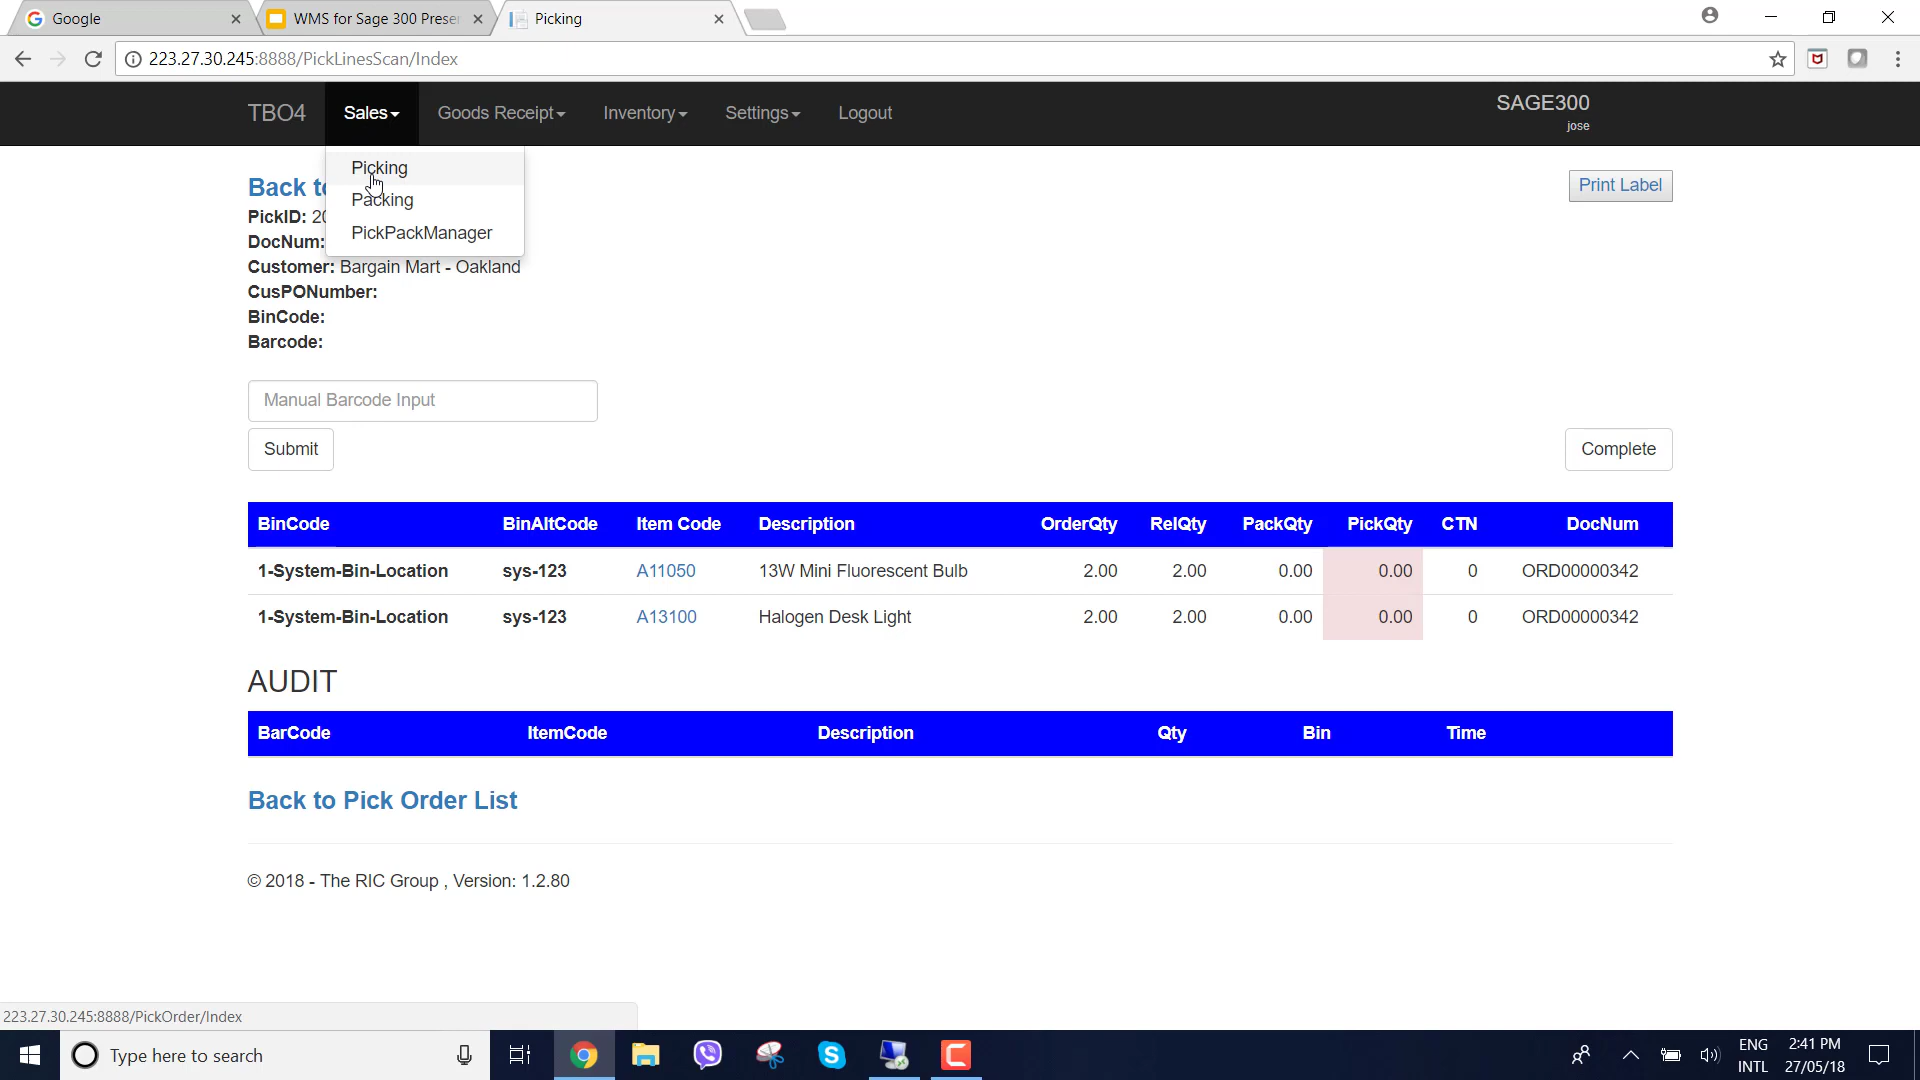 Google
WMS for Sage 300 Prese
Picking
223.27.30.245:8888/PickLinesScan/Index
TBO4
Sales
Goods Receipt
Inventory
Settings
Logout
SAGE300
jose
Picking
Packing
PickPackManager
Back to
Print Label
PickID: 20
DocNum:
Customer: Bargain Mart - Oakland
CusPONumber:
BinCode:
Barcode:
Manual Barcode Input
Submit
Complete
BinCode BinAltCode Item Code Description OrderQty RelQty PackQty PickQty CTN DocNum
1-System-Bin-Location sys-123 A11050 13W Mini Fluorescent Bulb 2.00 2.00 0.00 0.00 0 ORD00000342
1-System-Bin-Location sys-123 A13100 Halogen Desk Light 2.00 2.00 0.00 0.00 0 ORD00000342
AUDIT
BarCode ItemCode Description Qty Bin Time
Back to Pick Order List
© 2018 - The RIC Group , Version: 1.2.80
223.27.30.245:8888/PickOrder/Index
Type here to search
ENG
INTL
2:41 PM
27/05/18